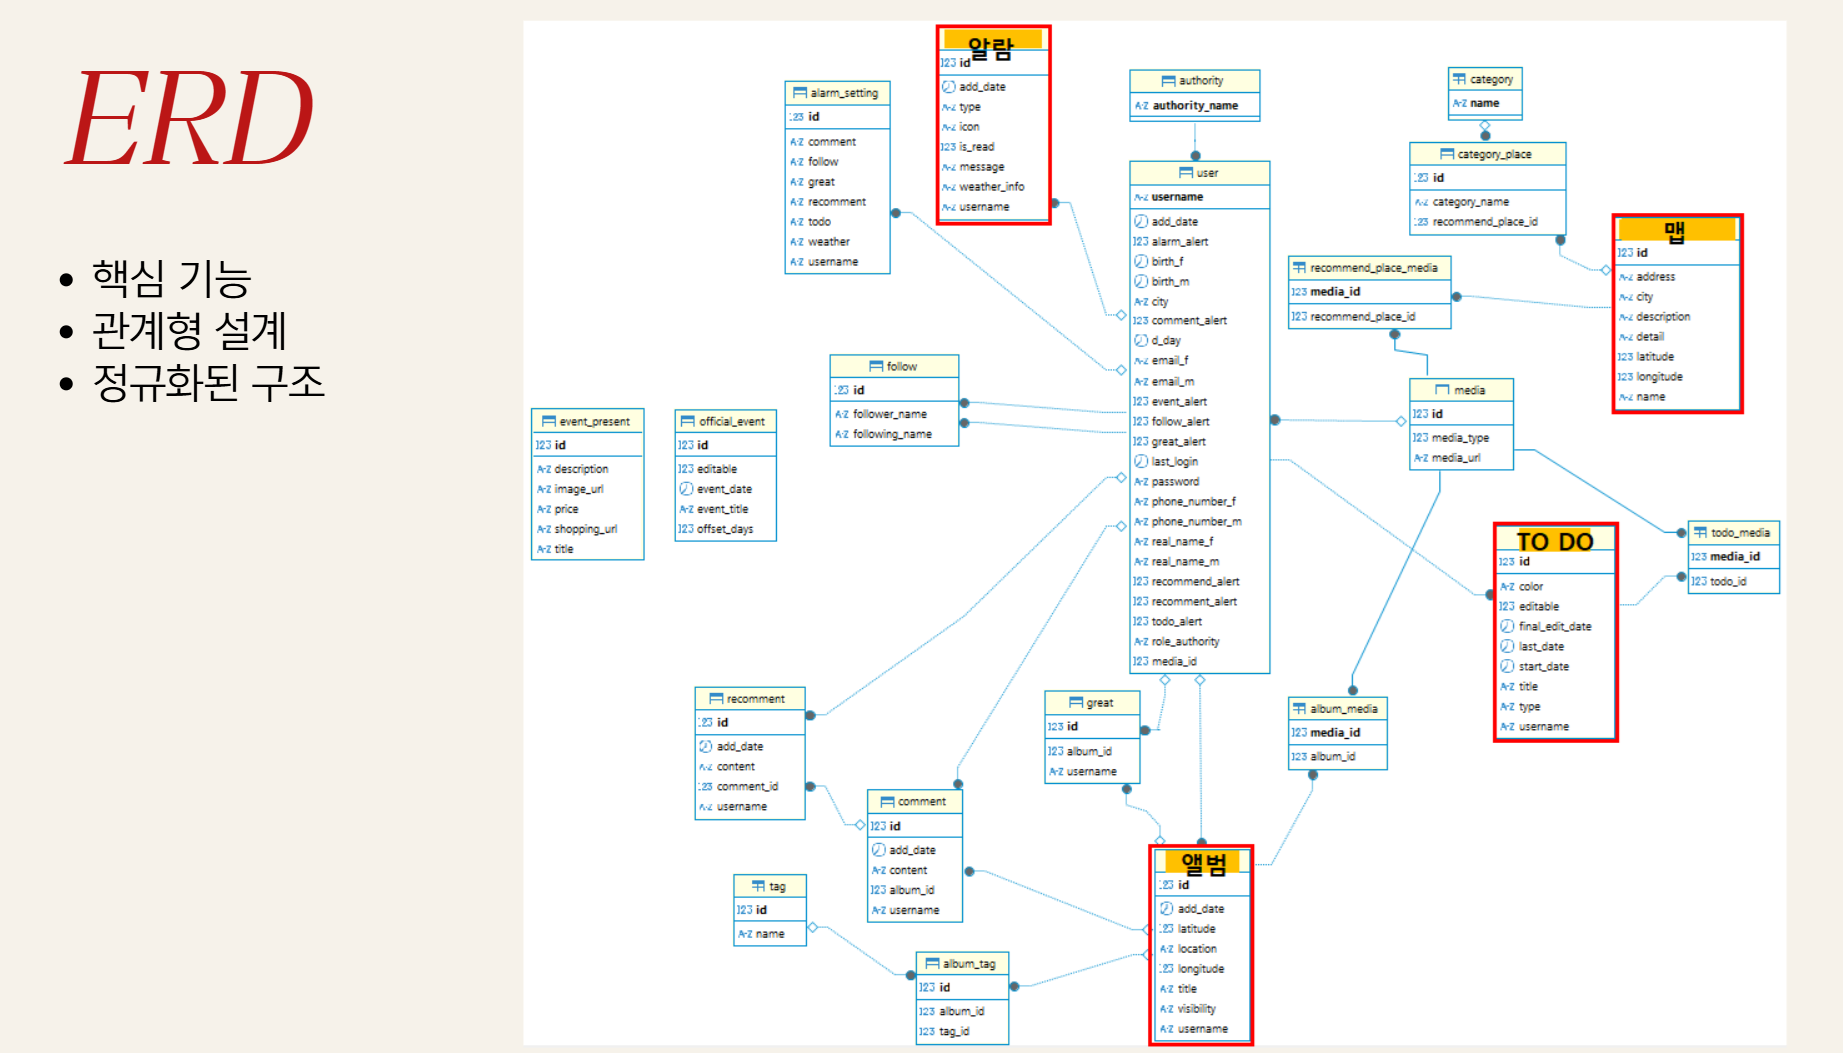 ERD
• 핵심 기능
• 관계형 설계
• 정규화된 구조
알람
123 id
add_date
A-Z type
A-Z icon
123 is_read
A-Z message
A-Z weather_info
A-Z username
alarm_setting
123 id
A-Z comment
A-Z follow
A-Z great
A-Z recomment
A-Z todo
A-Z weather
A-Z username
authority
A-Z authority_name
category
A-Z name
category_place
123 id
A-Z category_name
123 recommend_place_id
user
A-Z username
add_date
123 alarm_alert
birth_f
birth_m
A-Z city
123 comment_alert
d_day
A-Z email_f
A-Z email_m
123 event_alert
123 follow_alert
123 great_alert
last_login
A-Z password
A-Z phone_number_f
A-Z phone_number_m
A-Z real_name_f
A-Z real_name_m
123 recommend_alert
123 recomment_alert
123 todo_alert
A-Z role_authority
123 media_id
맵
123 id
A-Z address
A-Z city
A-Z description
A-Z detail
123 latitude
123 longitude
A-Z name
recommend_place_media
123 media_id
123 recommend_place_id
follow
123 id
A-Z follower_name
A-Z following_name
media
123 id
123 media_type
A-Z media_url
event_present
123 id
A-Z description
A-Z image_url
A-Z price
A-Z shopping_url
A-Z title
official_event
123 id
123 editable
event_date
A-Z event_title
123 offset_days
TO DO
123 id
A-Z color
123 editable
final_edit_date
last_date
start_date
A-Z title
A-Z type
A-Z username
todo_media
123 media_id
123 todo_id
recomment
123 id
add_date
A-Z content
123 comment_id
A-Z username
great
123 id
123 album_id
A-Z username
album_media
123 media_id
123 album_id
comment
123 id
add_date
A-Z content
123 album_id
A-Z username
앨범
123 id
add_date
123 latitude
A-Z location
123 longitude
A-Z title
A-Z visibility
A-Z username
tag
123 id
A-Z name
album_tag
123 id
123 album_id
123 tag_id